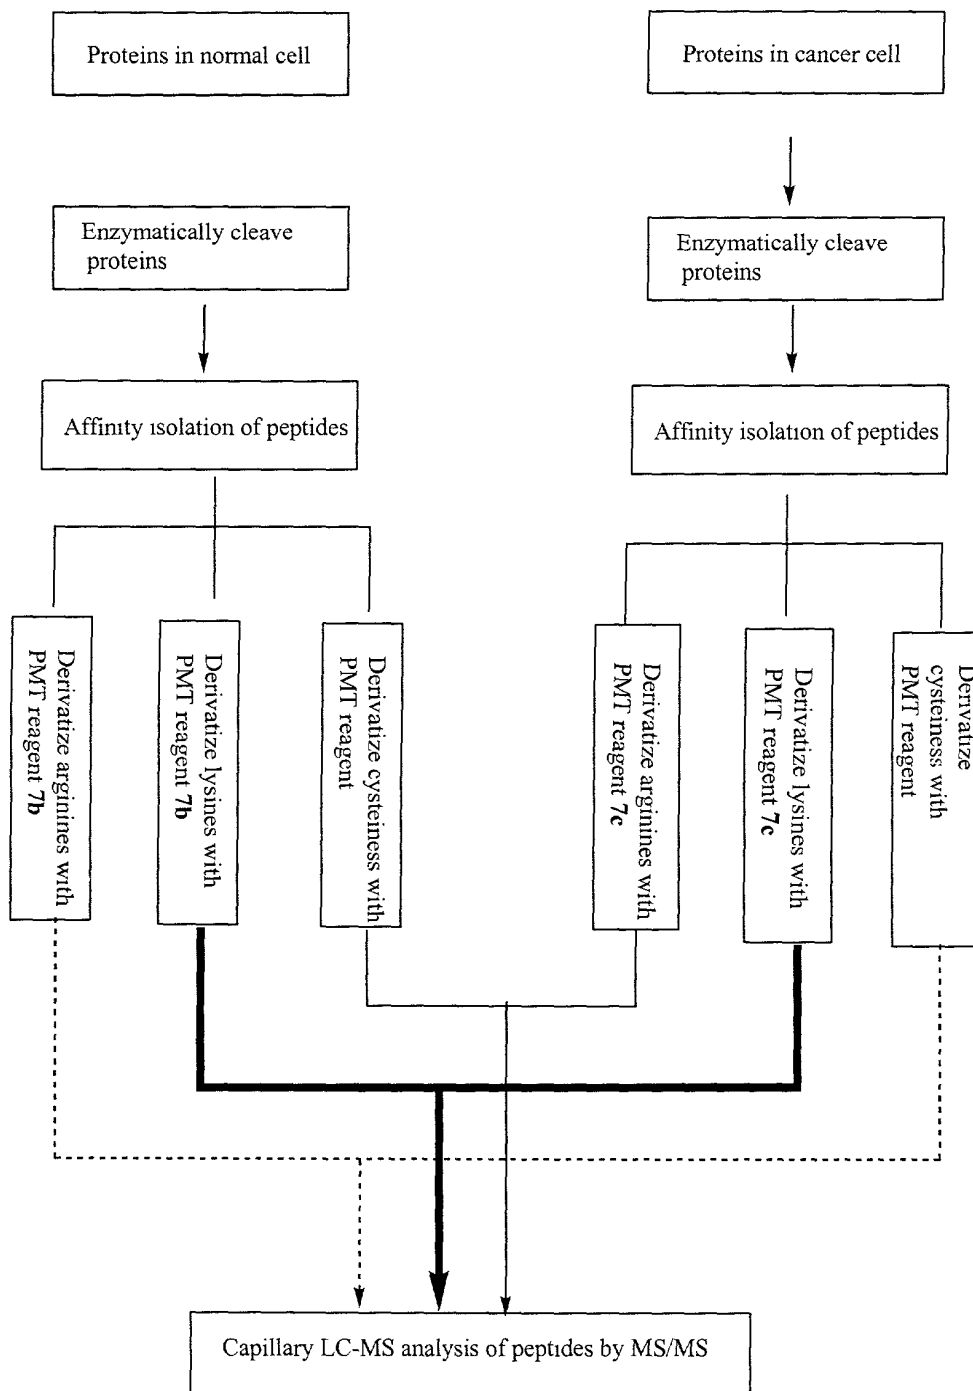 Proteins in normal cell
Proteins in cancer cell
Enzymatically cleave
proteins
Enzymatically cleave
proteins
Affinity isolation of peptides
Affinity isolation of peptides
Derivatize arginines with
PMT reagent 7b
Derivatize lysines with
PMT reagent 7b
Derivatize cysteiness with
PMT reagent
Derivatize arginines with
PMT reagent 7c
Derivatize lysines with
PMT reagent 7c
Derivatize
cysteiness with
PMT reagent
Capillary LC-MS analysis of peptides by MS/MS